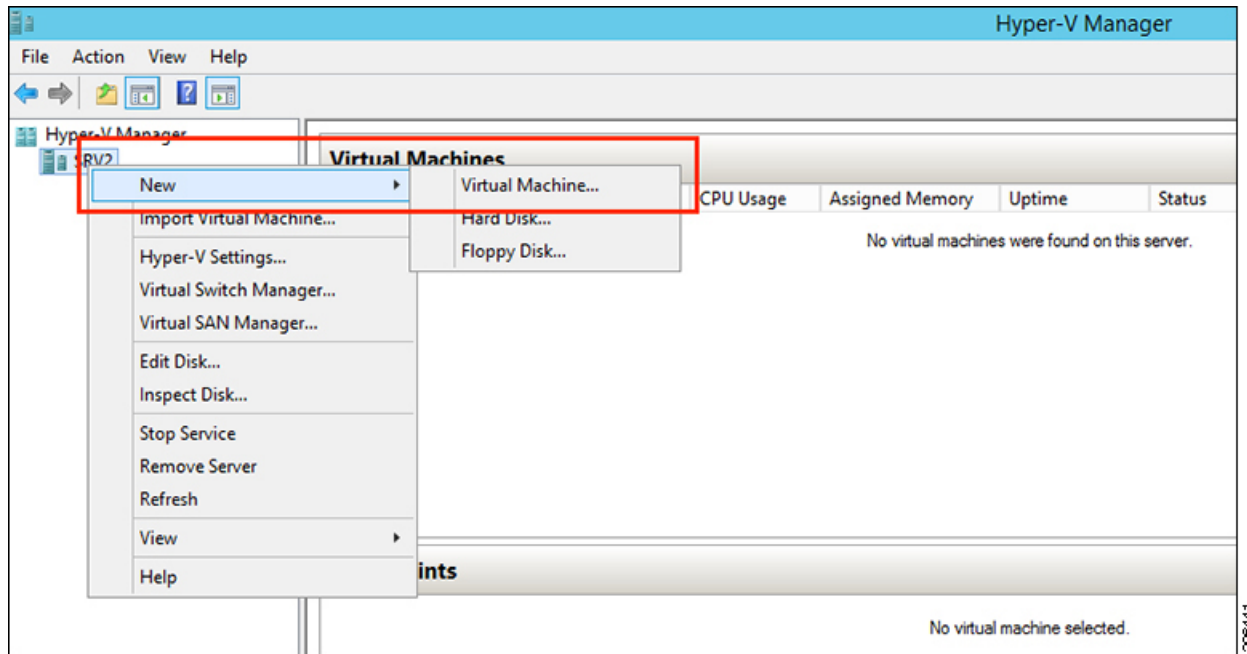 Hyper-V Manager
File Action View Help
Hyper-V Manager
SRV2
Virtual Machines
CPU Usage Assigned Memory Uptime Status
No virtual machines were found on this server.
New
Import Virtual Machine...
Hyper-V Settings...
Virtual Switch Manager...
Virtual SAN Manager...
Edit Disk...
Inspect Disk...
Stop Service
Remove Server
Refresh
View
Help
Virtual Machine...
Hard Disk...
Floppy Disk...
ints
No virtual machine selected.